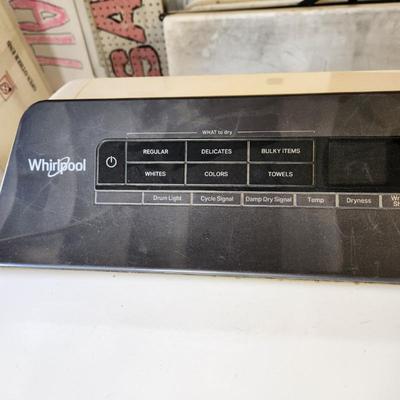 WHAT to dry
Whirlpool
REGULAR DELICATES BULKY ITEMS
WHITES COLORS TOWELS
Drum Light Cycle Signal Damp Dry Signal Temp Dryness